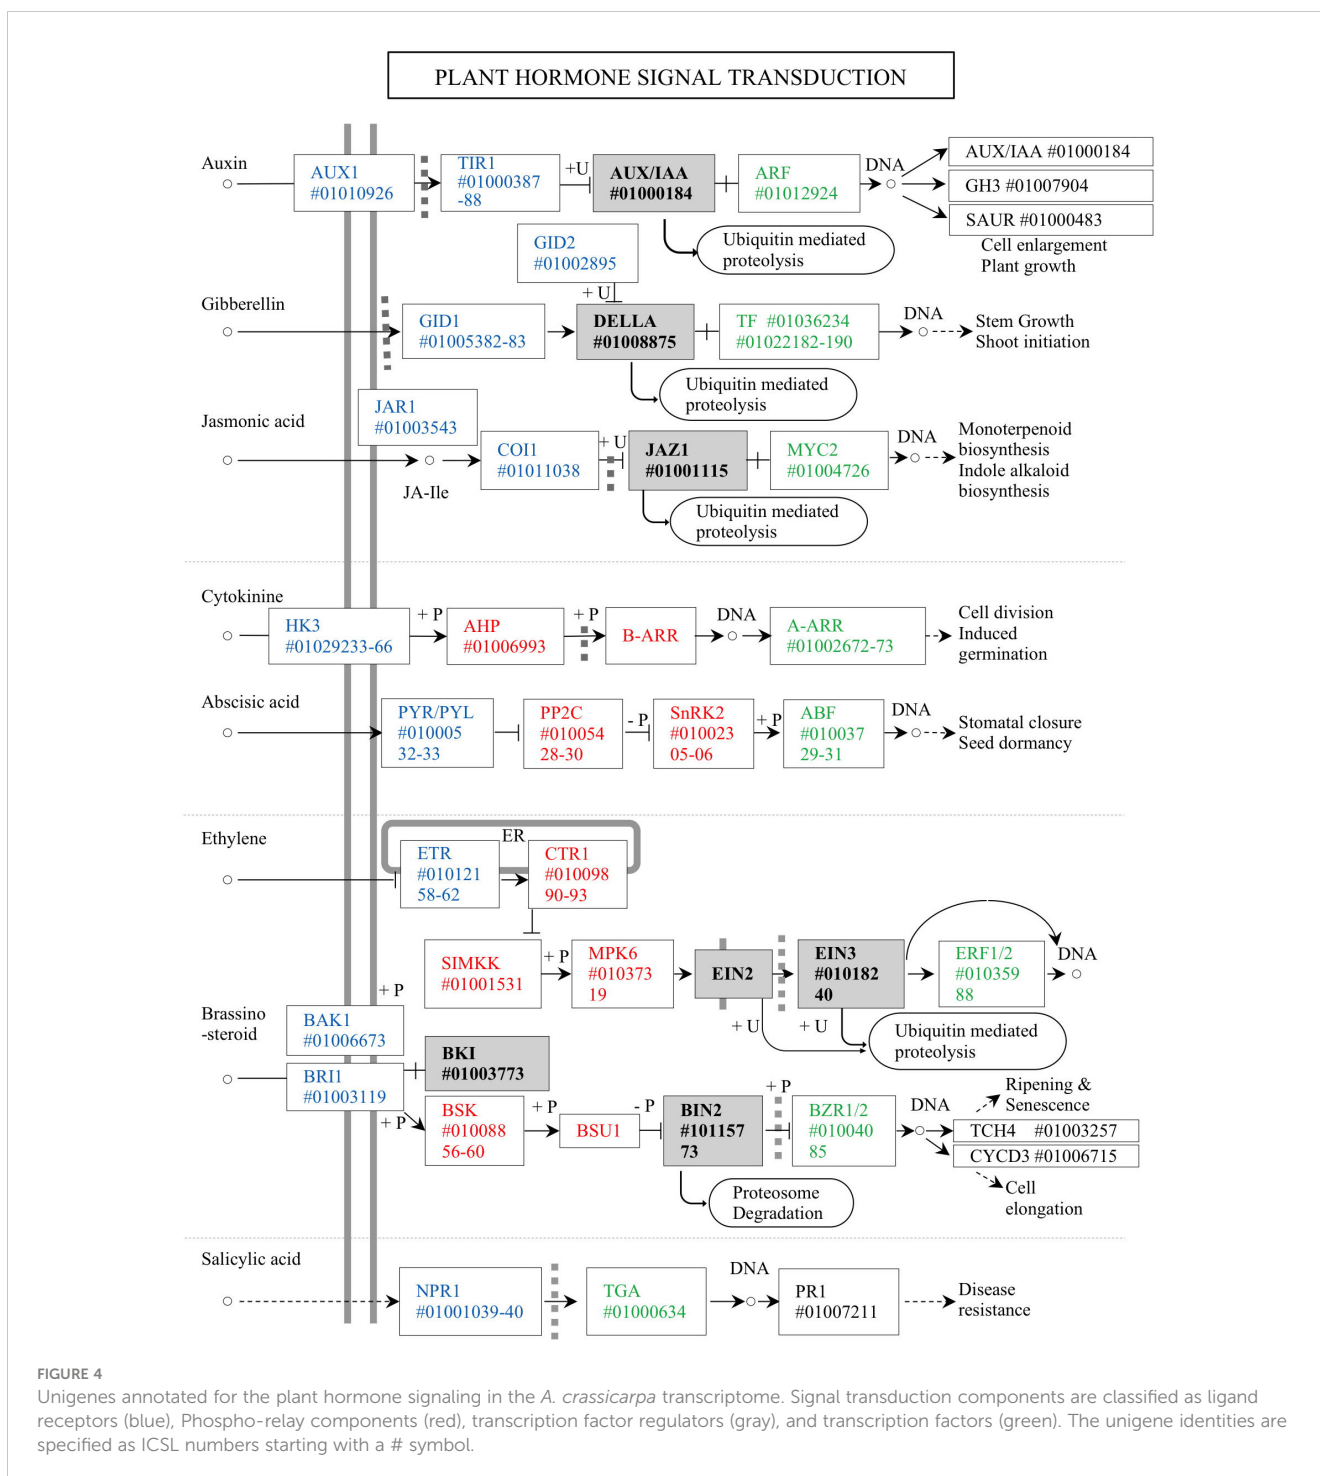 PLANT HORMONE SIGNAL TRANSDUCTION
Auxin
AUX1
#01010926
TIR1
#01000387
-88
+U
AUX/IAA
#01000184
ARF
#01012924
DNA
AUX/IAA #01000184
GH3 #01007904
SAUR #01000483
Cell enlargement
Plant growth
Ubiquitin mediated
proteolysis
GID2
#01002895
+ U
Gibberellin
GID1
#01005382-83
DELLA
#01008875
TF #01036234
#01022182-190
DNA
Stem Growth
Shoot initiation
Ubiquitin mediated
proteolysis
Jasmonic acid
JAR1
#01003543
JA-Ile
COI1
#01011038
+ U
JAZ1
#01001115
MYC2
#01004726
DNA
Monoterpenoid
biosynthesis
Indole alkaloid
biosynthesis
Ubiquitin mediated
proteolysis
Cytokinine
HK3
#01029233-66
+ P
AHP
#01006993
+ P
B-ARR
DNA
A-ARR
#01002672-73
Cell division
Induced
germination
Abscisic acid
PYR/PYL
#010005
32-33
PP2C
#010054
28-30
- P
SnRK2
#010023
05-06
+ P
ABF
#010037
29-31
DNA
Stomatal closure
Seed dormancy
Ethylene
ER
ETR
#010121
58-62
CTR1
#010098
90-93
SIMKK
#01001531
+ P
MPK6
#010373
19
EIN2
EIN3
#010182
40
ERF1/2
#010359
88
DNA
+ U
+ U
Ubiquitin mediated
proteolysis
Brassino
-steroid
+ P
BAK1
#01006673
BRI1
#01003119
BKI
#01003773
+ P
BSK
#010088
56-60
+ P
BSU1
- P
BIN2
#101157
73
+ P
BZR1/2
#010040
85
DNA
Ripening &
Senescence
TCH4 #01003257
CYCD3 #01006715
Cell
elongation
Proteosome
Degradation
Salicylic acid
NPR1
#01001039-40
TGA
#01000634
DNA
PR1
#01007211
Disease
resistance
FIGURE 4
Unigenes annotated for the plant hormone signaling in the A. crassicarpa transcriptome. Signal transduction components are classified as ligand
receptors (blue), Phospho-relay components (red), transcription factor regulators (gray), and transcription factors (green). The unigene identities are
specified as ICSL numbers starting with a # symbol.